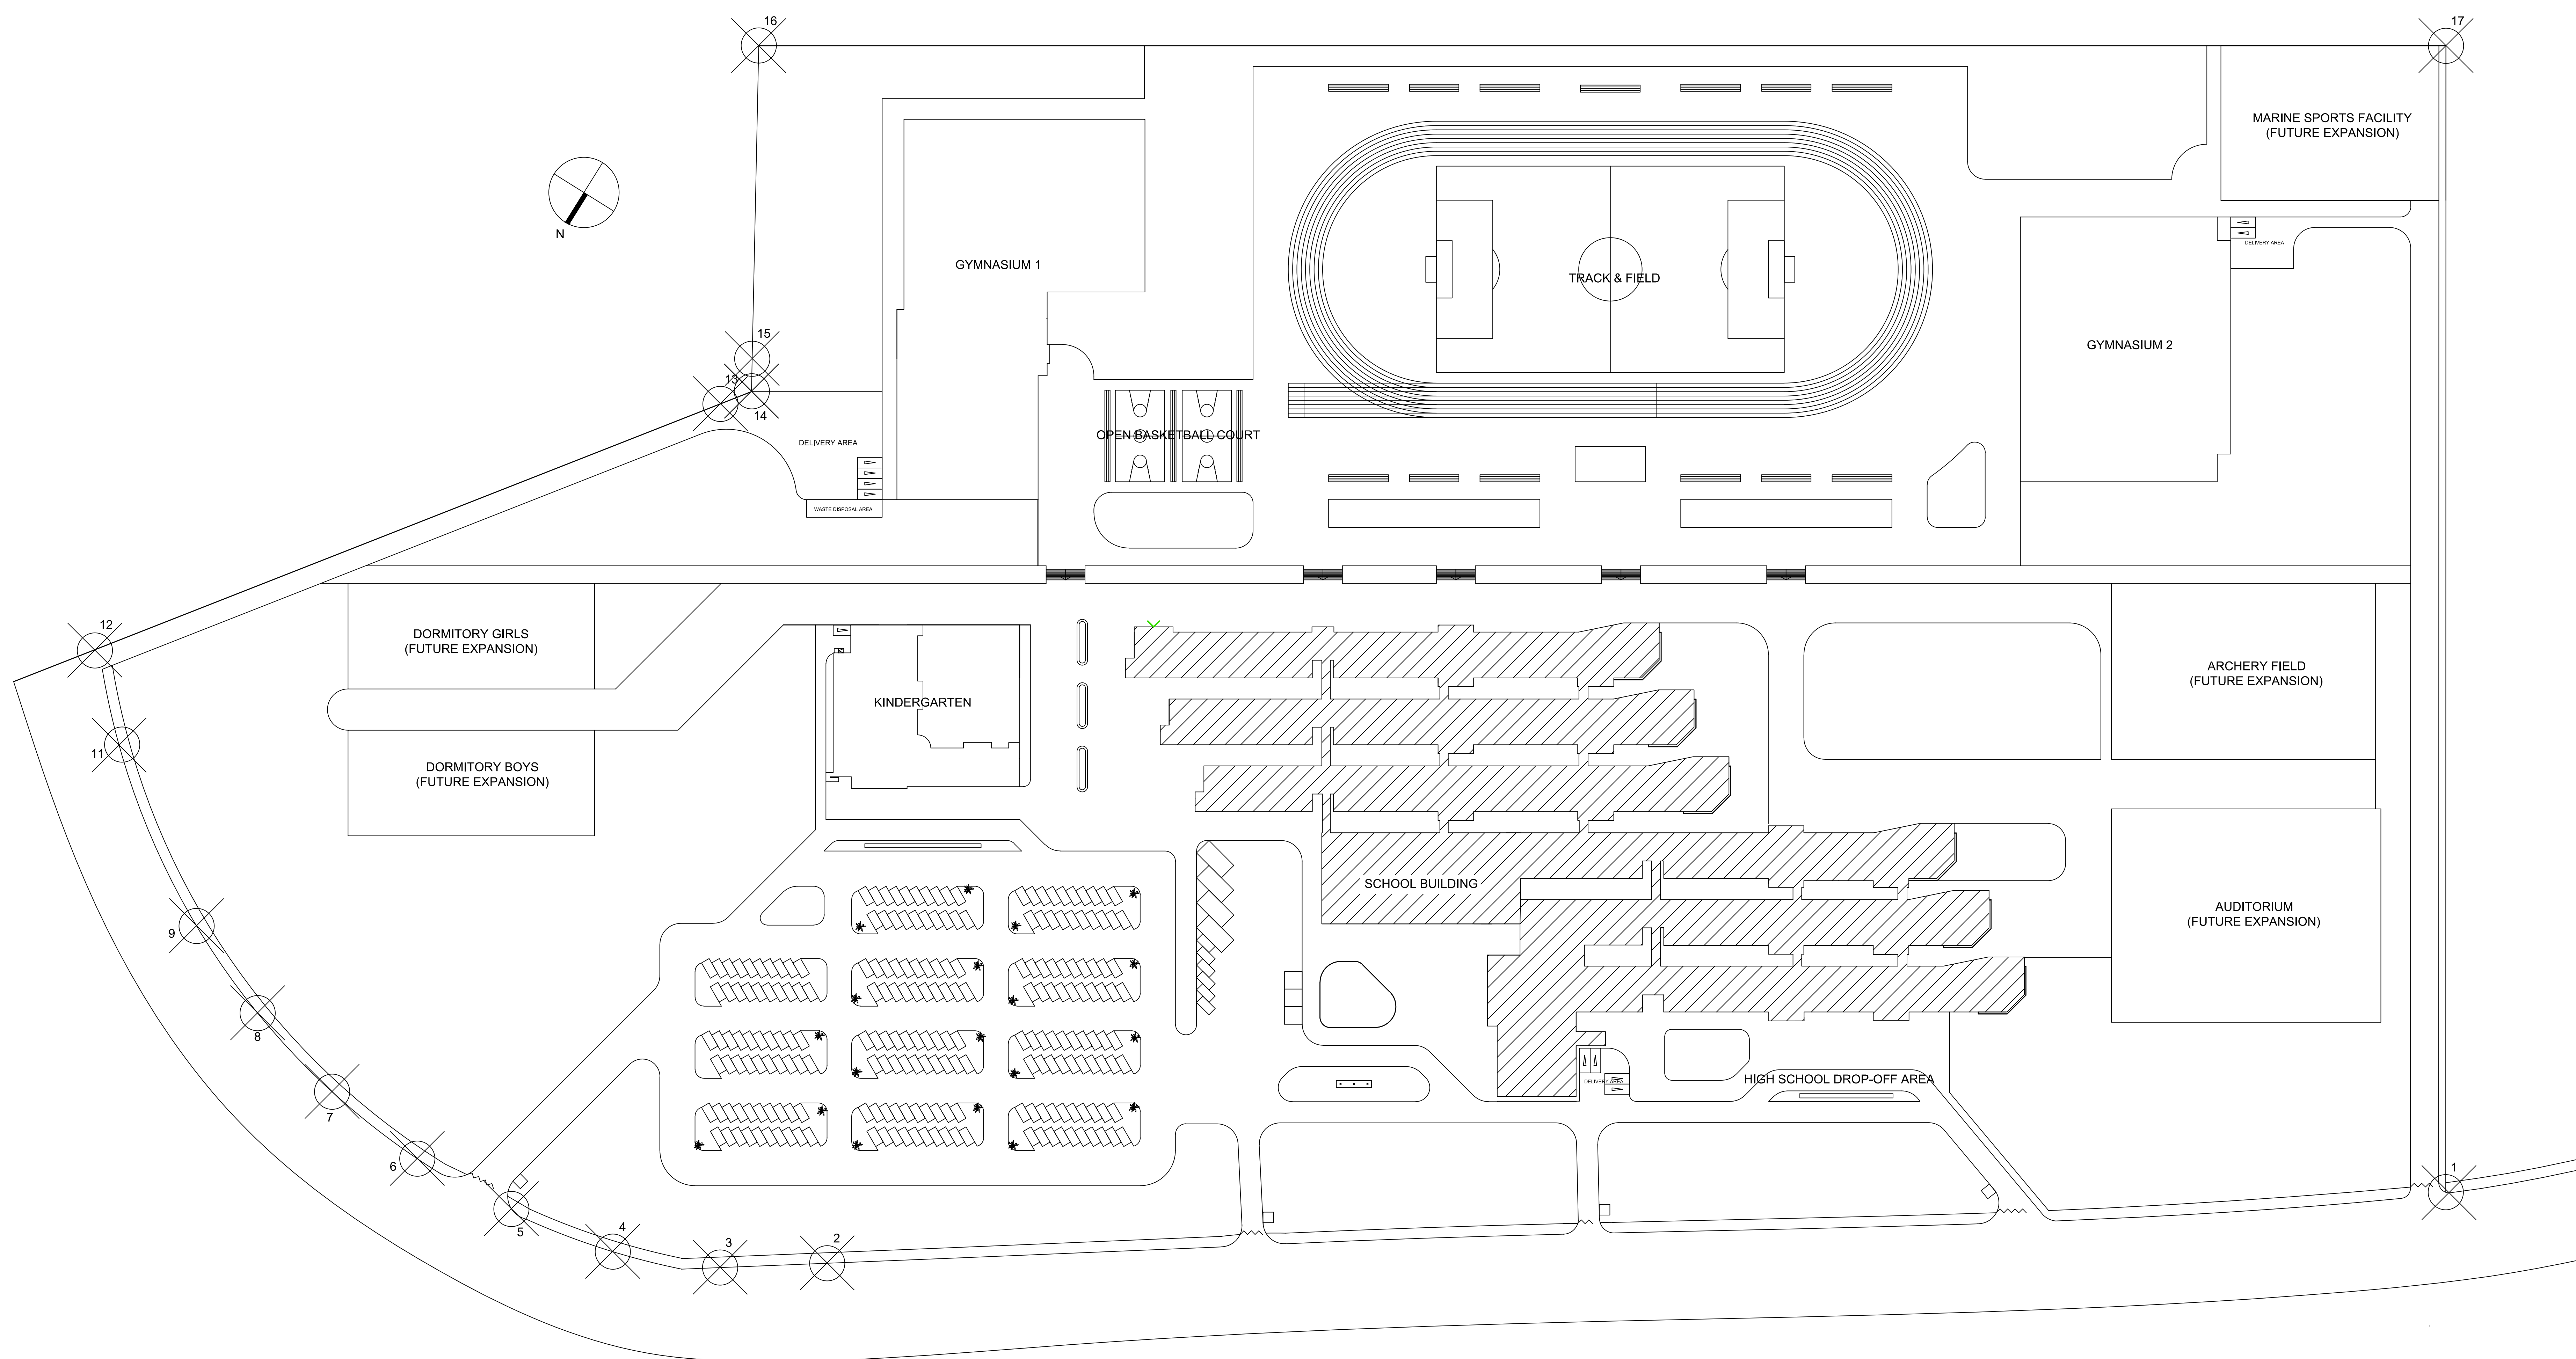 16
17
MARINE SPORTS FACILITY
(FUTURE EXPANSION)
N
DELIVERY AREA
GYMNASIUM 1
TRACK & FIELD
GYMNASIUM 2
15
13
14
OPEN BASKETBALL COURT
DELIVERY AREA
WASTE DISPOSAL AREA
12
DORMITORY GIRLS
(FUTURE EXPANSION)
ARCHERY FIELD
(FUTURE EXPANSION)
KINDERGARTEN
11
DORMITORY BOYS
(FUTURE EXPANSION)
SCHOOL BUILDING
AUDITORIUM
(FUTURE EXPANSION)
9
8
DELIVERY AREA
HIGH SCHOOL DROP-OFF AREA
7
6
1
5
4
3
2